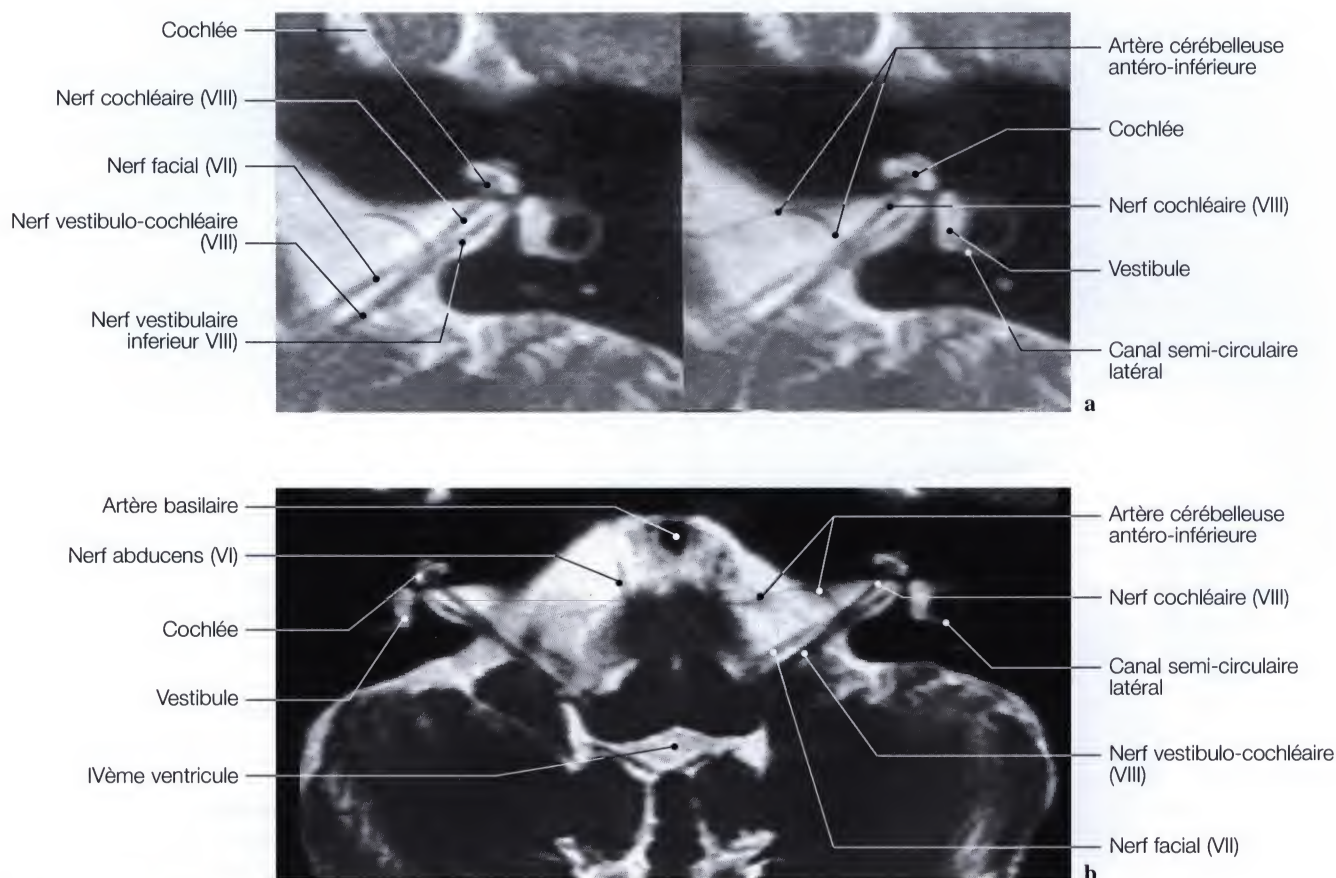 Cochlée
Nerf cochléaire (VIII)
Nerf facial (VII)
Nerf vestibulo-cochléaire
(VIII)
Nerf vestibulaire
inferieur VIII)
Artère cérébelleuse
antéro-inférieure
Cochlée
Nerf cochléaire (VIII)
Vestibule
Canal semi-circulaire
latéral
a
Artère basilaire
Nerf abducens (VI)
Cochlée
Vestibule
IVème ventricule
Artère cérébelleuse
antéro-inférieure
Nerf cochléaire (VIII)
Canal semi-circulaire
latéral
Nerf vestibulo-cochléaire
(VIII)
Nerf facial (VII)
b